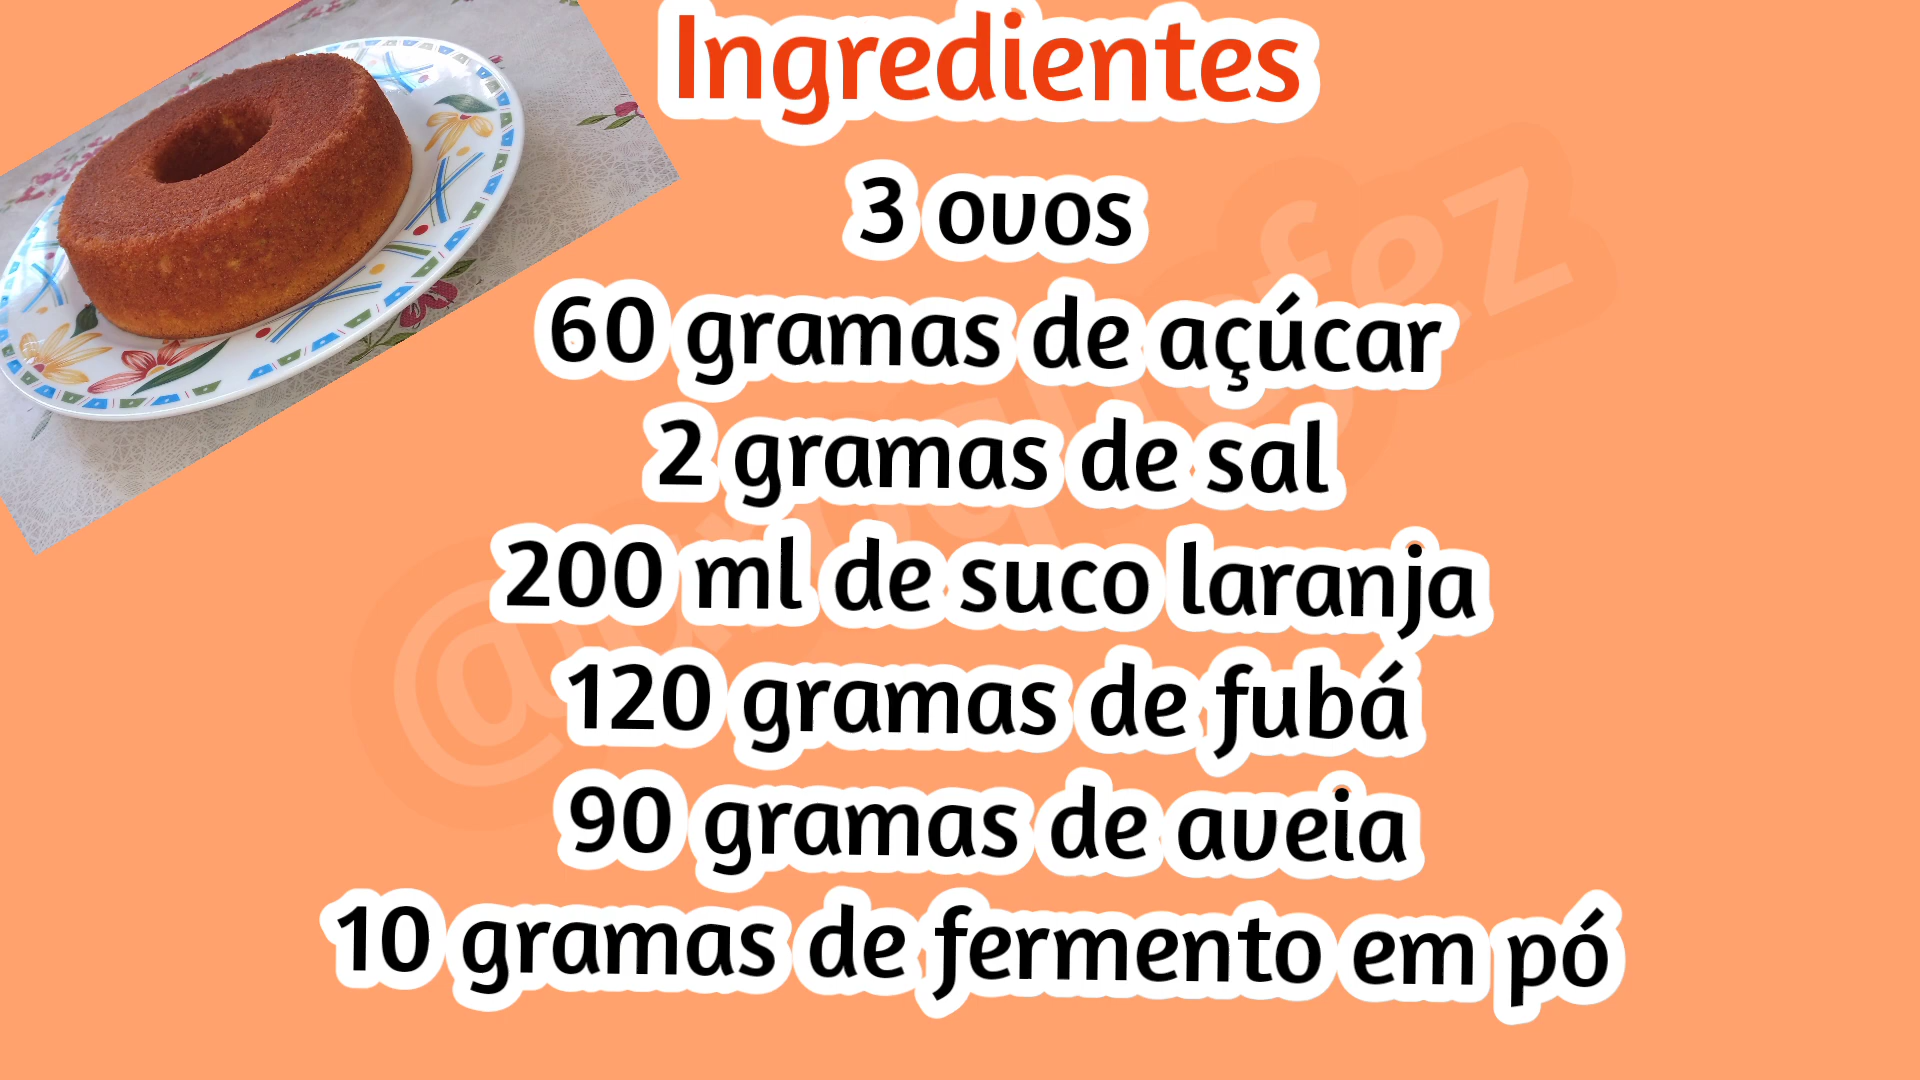 Ingredientes
3 ovos
60 gramas de açúcar
2 gramas de sal
200 ml de suco laranja
120 gramas de fubá
90 gramas de aveia
10 gramas de fermento em pó